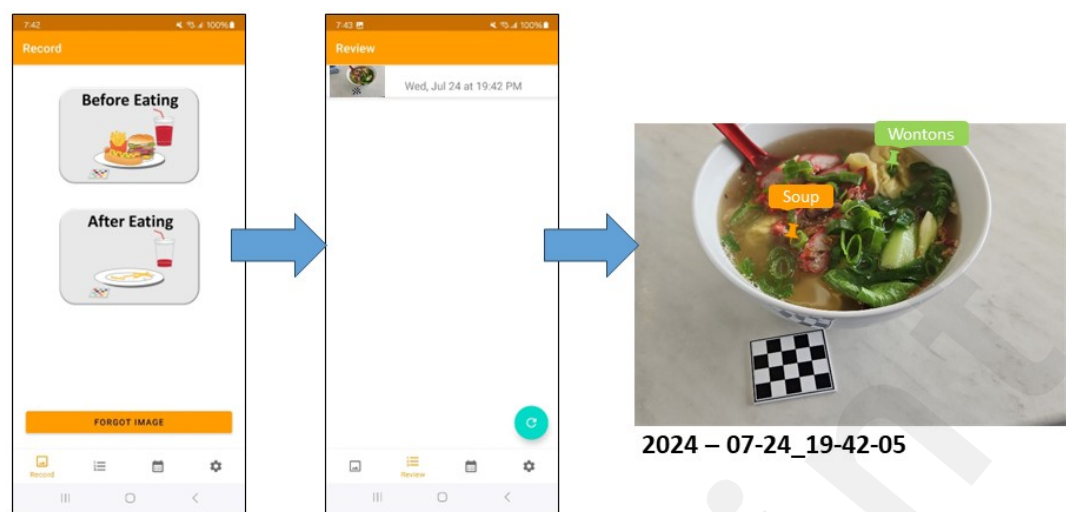 7:42
100%
Record
Before Eating
After Eating
FORGOT IMAGE
Record
7:43
100%
Review
Wed, Jul 24 at 19:42 PM
Review
Wontons
Soup
2024 – 07-24_19-42-05
int